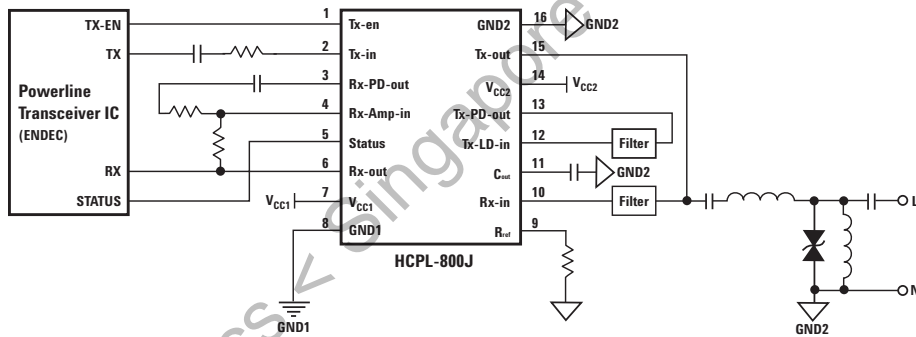 TX-EN
TX
Powerline
Transceiver IC
(ENDEC)
RX
STATUS
1
2
3
4
5
6
7
8
VCC1
GND1
Tx-en
Tx-in
Rx-PD-out
Rx-Amp-in
Status
Rx-out
VCC1
GND1
GND2
Tx-out
VCC2
Tx-PD-out
Tx-LD-in
Cout
Rx-in
Rref
HCPL-800J
16
15
14
13
12
11
10
9
GND2
VCC2
Filter
GND2
Filter
L
N
GND2
ss < Singapore